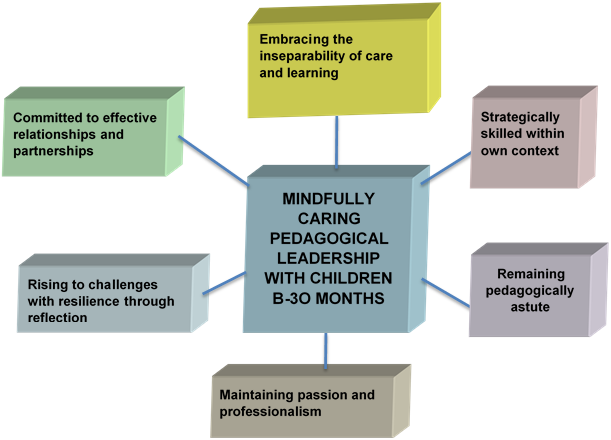 Embracing the
inseparability of care
and learning
Committed to effective
relationships and
partnerships
Strategically
skilled within
own context
MINDFULLY
CARING
PEDAGOGICAL
LEADERSHIP
WITH CHILDREN
B-3O MONTHS
Rising to challenges
with resilience through
reflection
Remaining
pedagogically
astute
Maintaining passion and
professionalism